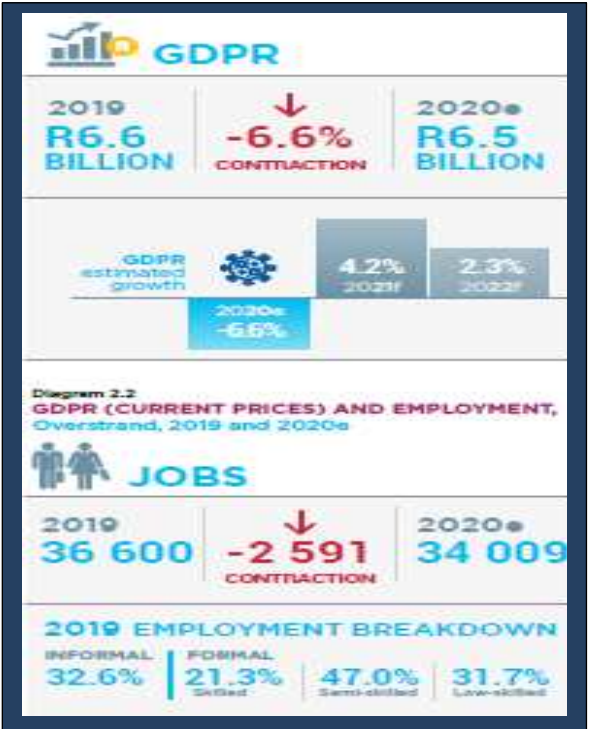 GDPR
2019 2020e
R6.6 -6.6% R6.5
BILLION CONTRACTION BILLION
GDPR
estimated
growth
4.2% 2.3%
2021f 2022f
2020e
-6.6%
Diagram 2.2
GDPR (CURRENT PRICES) AND EMPLOYMENT,
Overstrand, 2019 and 2020e
JOBS
2019 2020e
36 600 -2 591 34 009
CONTRACTION
2019 EMPLOYMENT BREAKDOWN
INFORMAL FORMAL
32.6% 21.3% 47.0% 31.7%
Skilled Semi-skilled Low-skilled